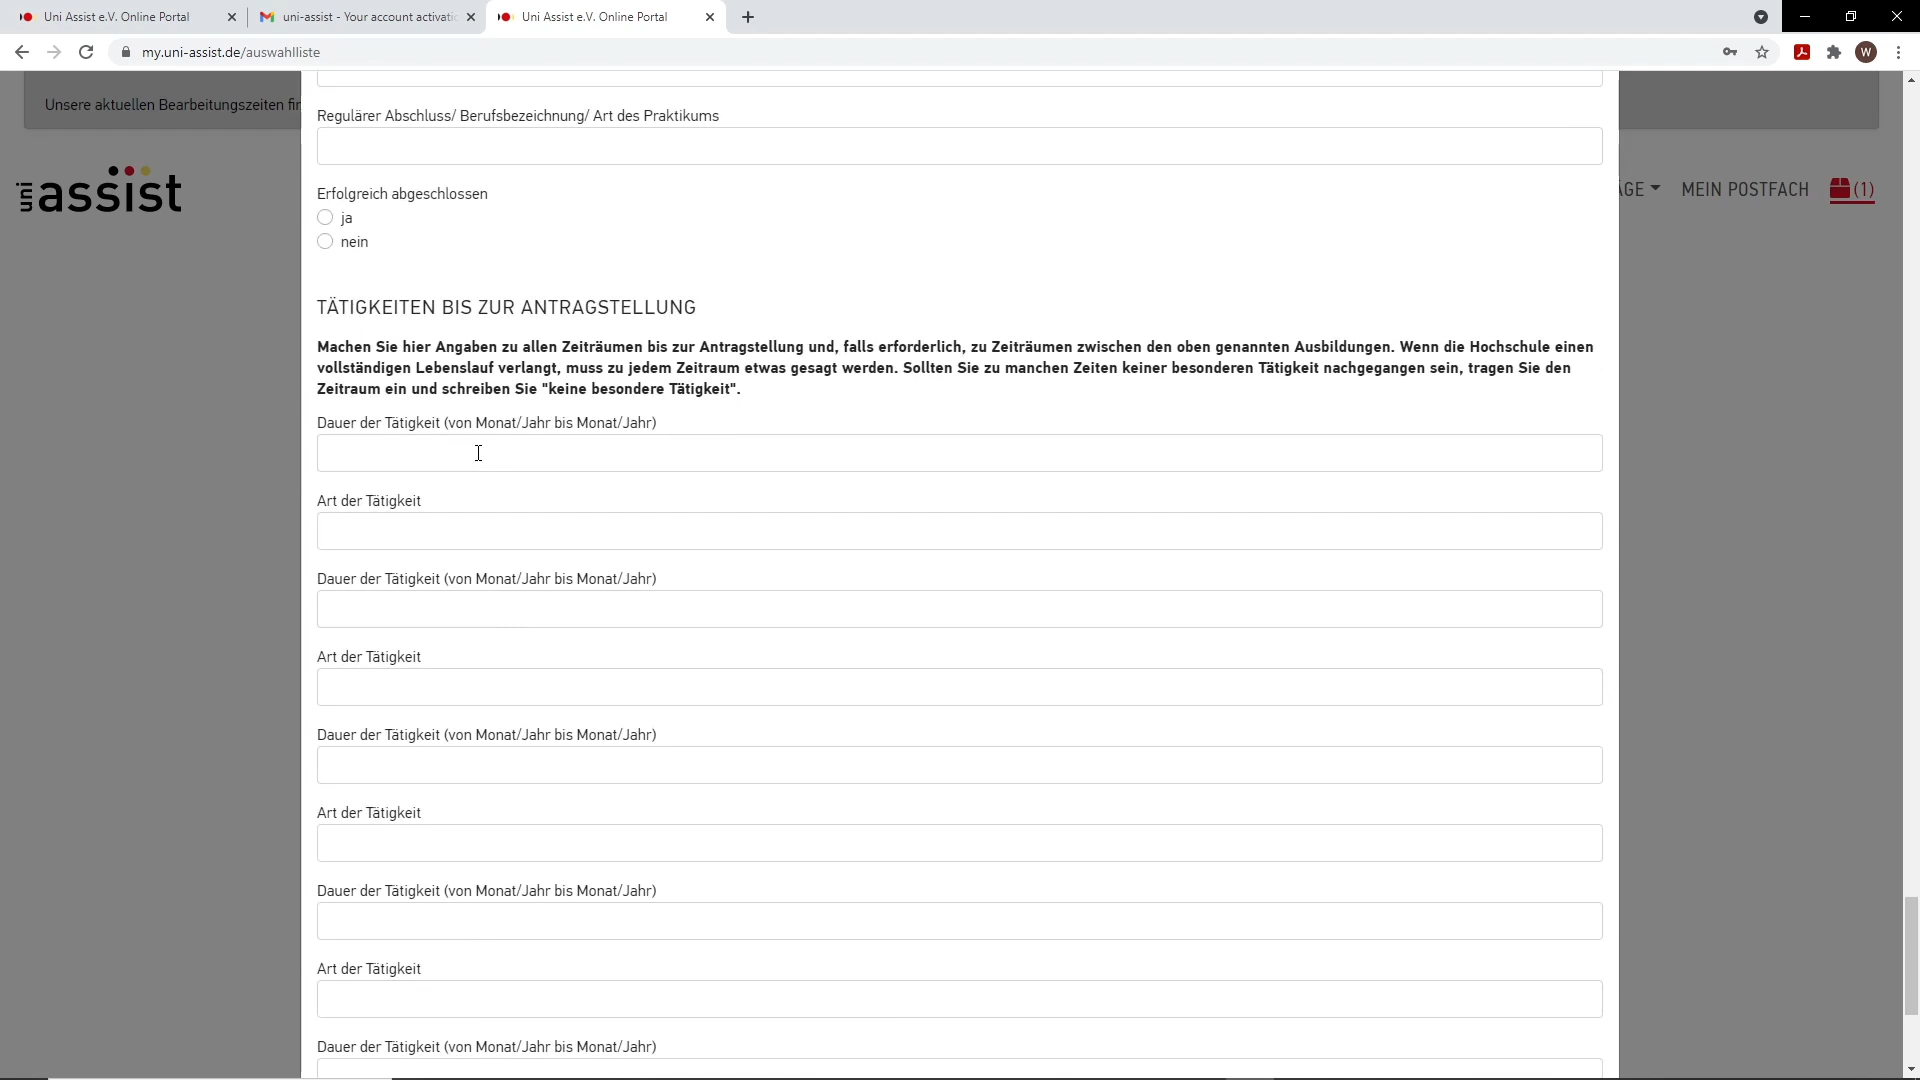 Uni Assist e.V. Online Portal
uni-assist - Your account activatic
Uni Assist e.V. Online Portal
my.uni-assist.de/auswahlliste
W
Unsere aktuellen Bearbeitungszeiten fin
Regulärer Abschluss/ Berufsbezeichnung/ Art des Praktikums
uni assist
ÄGE
MEIN POSTFACH
(1)
Erfolgreich abgeschlossen
ja
nein
TÄTIGKEITEN BIS ZUR ANTRAGSTELLUNG
Machen Sie hier Angaben zu allen Zeiträumen bis zur Antragstellung und, falls erforderlich, zu Zeiträumen zwischen den oben genannten Ausbildungen. Wenn die Hochschule einen
vollständigen Lebenslauf verlangt, muss zu jedem Zeitraum etwas gesagt werden. Sollten Sie zu manchen Zeiten keiner besonderen Tätigkeit nachgegangen sein, tragen Sie den
Zeitraum ein und schreiben Sie "keine besondere Tätigkeit".
Dauer der Tätigkeit (von Monat/Jahr bis Monat/Jahr)
Art der Tätigkeit
Dauer der Tätigkeit (von Monat/Jahr bis Monat/Jahr)
Art der Tätigkeit
Dauer der Tätigkeit (von Monat/Jahr bis Monat/Jahr)
Art der Tätigkeit
Dauer der Tätigkeit (von Monat/Jahr bis Monat/Jahr)
Art der Tätigkeit
Dauer der Tätigkeit (von Monat/Jahr bis Monat/Jahr)